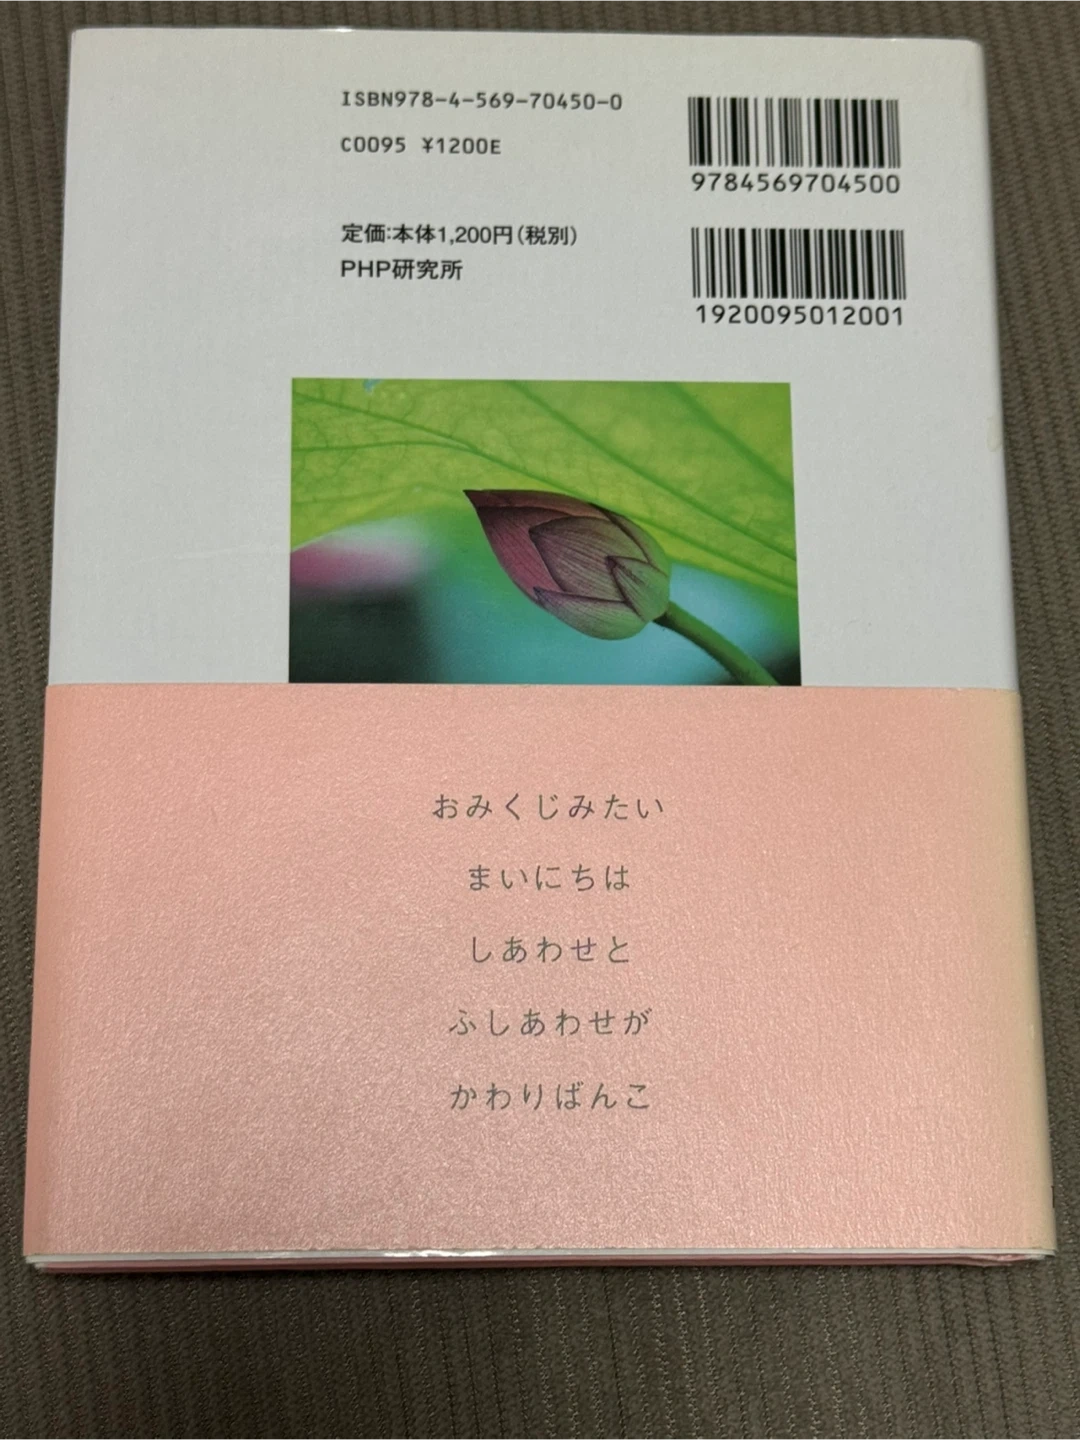 ISBN978-4-569-70450-0
C0095 ¥1200E
9784569704500
定価:本体1,200円(税別)
PHP研究所
1920095012001
おみくじみたい
まいにちは
しあわせと
ふしあわせが
かわりばんこ